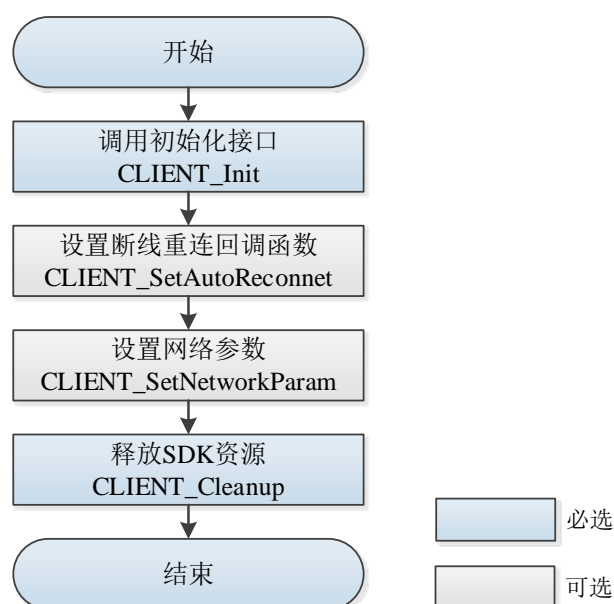 开始
调用初始化接口
CLIENT_Init
设置断线重连回调函数
CLIENT_SetAutoReconnet
设置网络参数
CLIENT_SetNetworkParam
释放SDK资源
CLIENT_Cleanup
结束
必选
可选